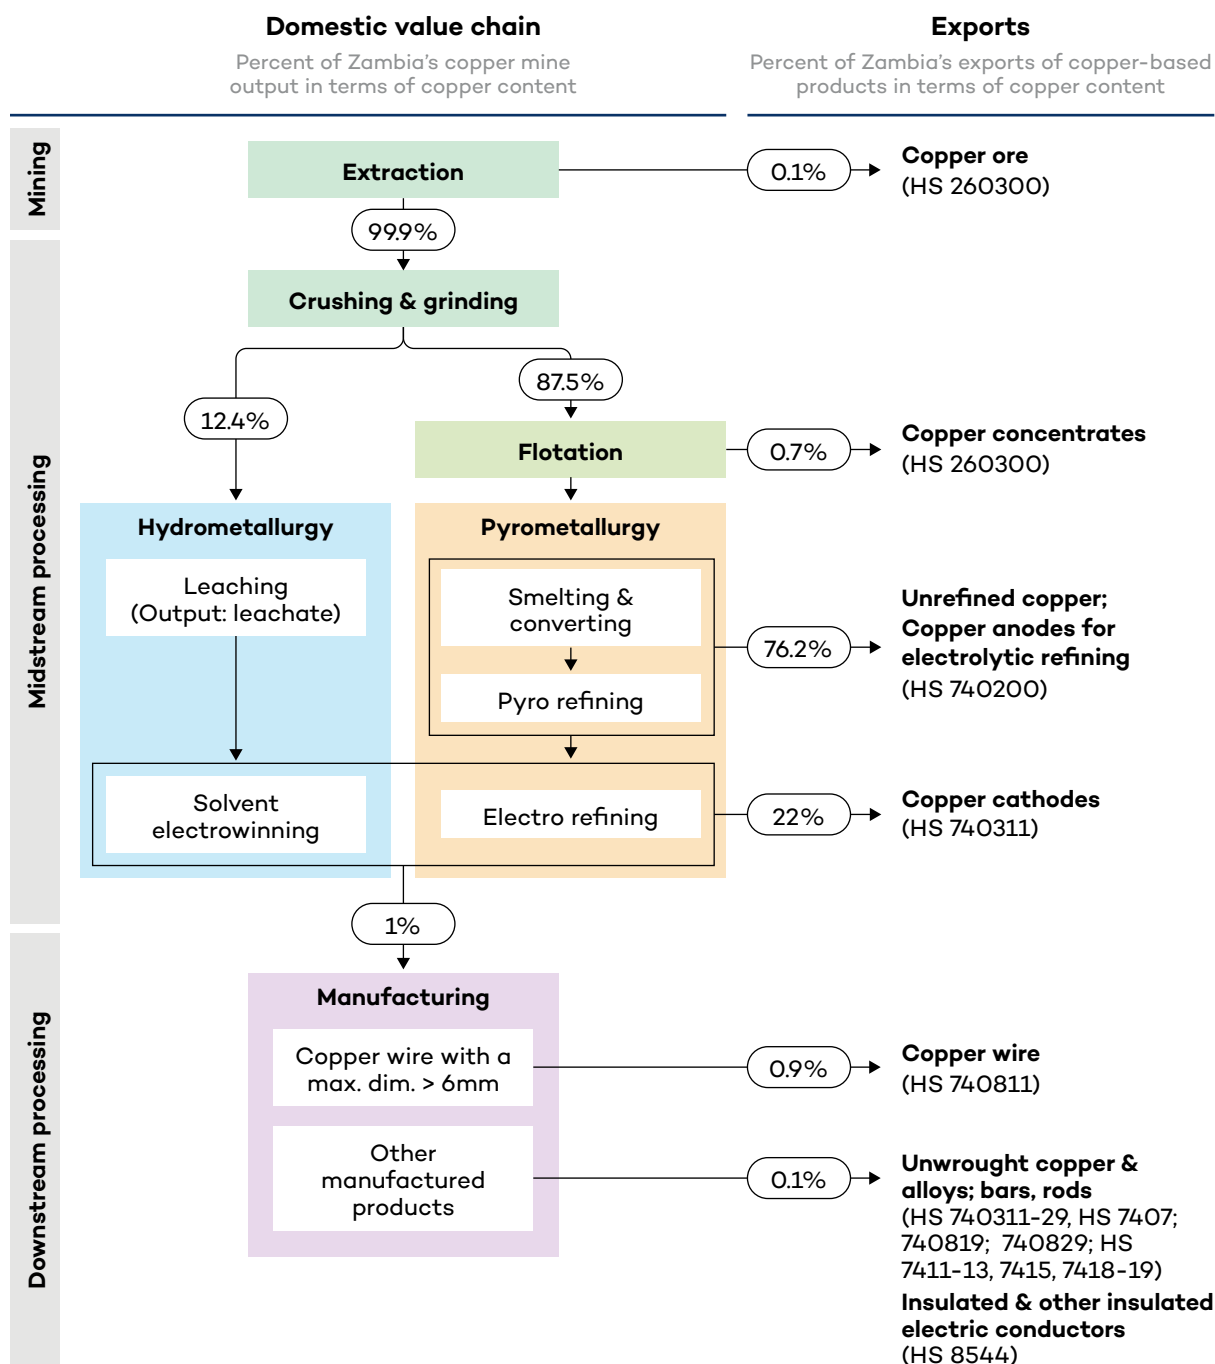 Domestic value chain
Percent of Zambia's copper mine
output in terms of copper content
Exports
Percent of Zambia's exports of copper-based
products in terms of copper content
Mining
Extraction
0.1%
Copper ore
(HS 260300)
99.9%
Midstream processing
Crushing & grinding
12.4%
87.5%
Flotation
0.7%
Copper concentrates
(HS 260300)
Hydrometallurgy
Leaching
(Output: leachate)
Solvent
electrowinning
Pyrometallurgy
Smelting &
converting
Pyro refining
76.2%
Unrefined copper;
Copper anodes for
electrolytic refining
(HS 740200)
Electro refining
22%
Copper cathodes
(HS 740311)
1%
Downstream processing
Manufacturing
Copper wire with a
max. dim. > 6mm
0.9%
Copper wire
(HS 740811)
Other
manufactured
products
0.1%
Unwrought copper &
alloys; bars, rods
(HS 740311-29, HS 7407;
740819; 740829; HS
7411-13, 7415, 7418-19)
Insulated & other insulated
electric conductors
(HS 8544)